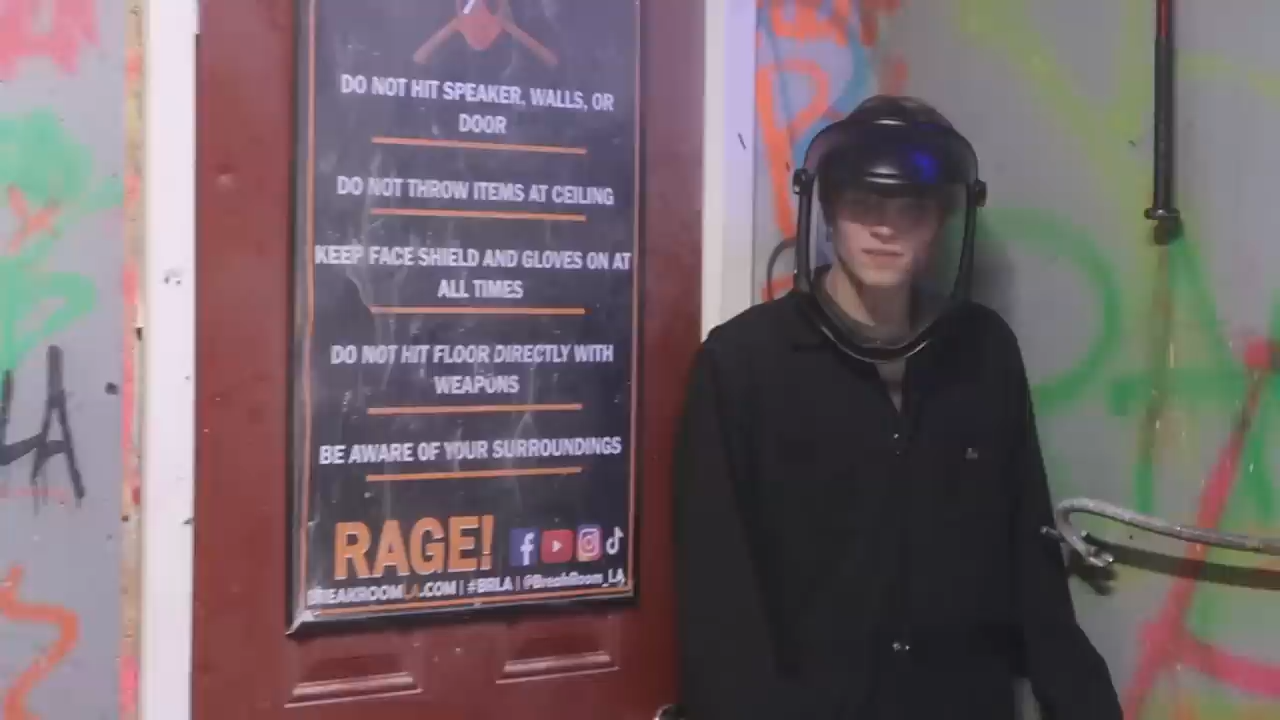 DO NOT HIT SPEAKER, WALLS, OR
DOOR
DO NOT THROW ITEMS AT CEILING
KEEP FACE SHIELD AND GLOVES ON AT
ALL TIMES
DO NOT HIT FLOOR DIRECTLY WITH
WEAPONS
BE AWARE OF YOUR SURROUNDINGS
RAGE!
BREAKROOMLA.COM | #BRLA | @BreakRoom_LA
LA